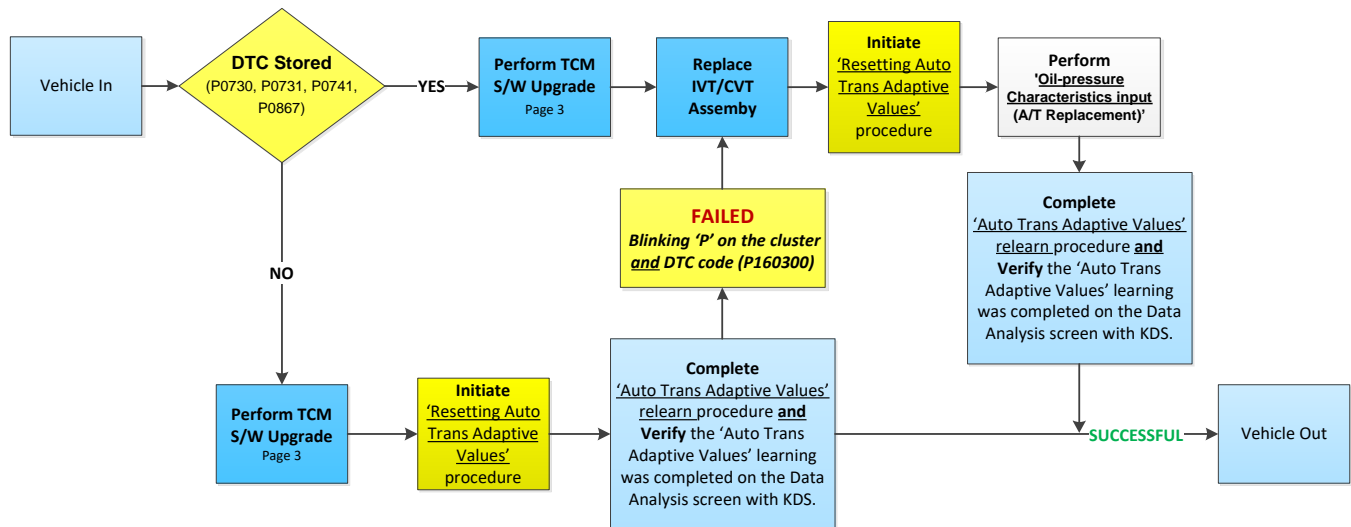 Vehicle In
DTC Stored
(P0730, P0731, P0741,
P0867)
YES
Perform TCM
S/W Upgrade
Page 3
Replace
IVT/CVT
Assemby
Initiate
‘Resetting Auto
Trans Adaptive
Values’
procedure
Perform
'Oil-pressure
Characteristics input
(A/T Replacement)’
Complete
‘Auto Trans Adaptive Values’
relearn procedure and
Verify the ‘Auto Trans
Adaptive Values’ learning
was completed on the Data
Analysis screen with KDS.
FAILED
Blinking ‘P’ on the cluster
and DTC code (P160300)
NO
Perform TCM
S/W Upgrade
Page 3
Initiate
‘Resetting Auto
Trans Adaptive
Values’
procedure
Complete
‘Auto Trans Adaptive Values’
relearn procedure and
Verify the ‘Auto Trans
Adaptive Values’ learning
was completed on the Data
Analysis screen with KDS.
SUCCESSFUL
Vehicle Out